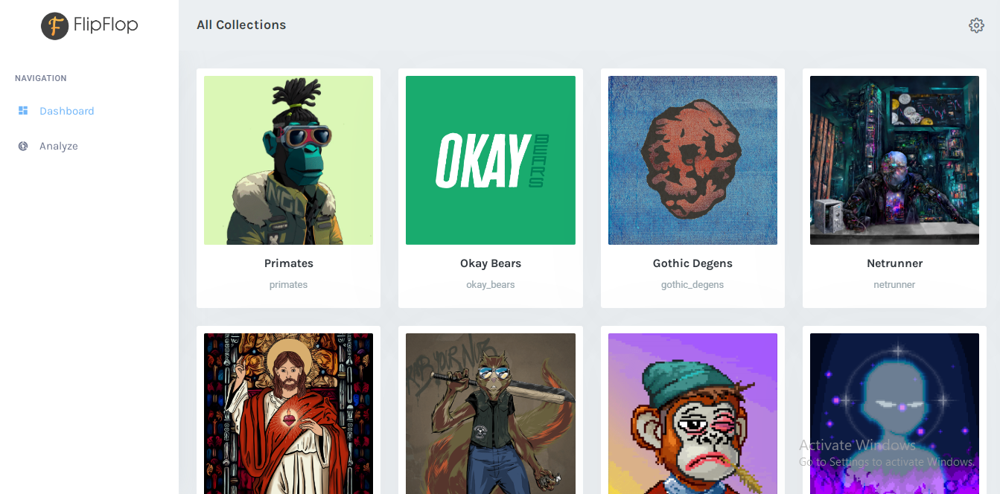 FlipFlop
All Collections
NAVIGATION
Dashboard
Analyze
OKAY
BEARS
Primates
primates
Okay Bears
okay_bears
Gothic Degens
gothic_degens
Netrunner
netrunner
Activate Windows
Go to Settings to activate Windows.